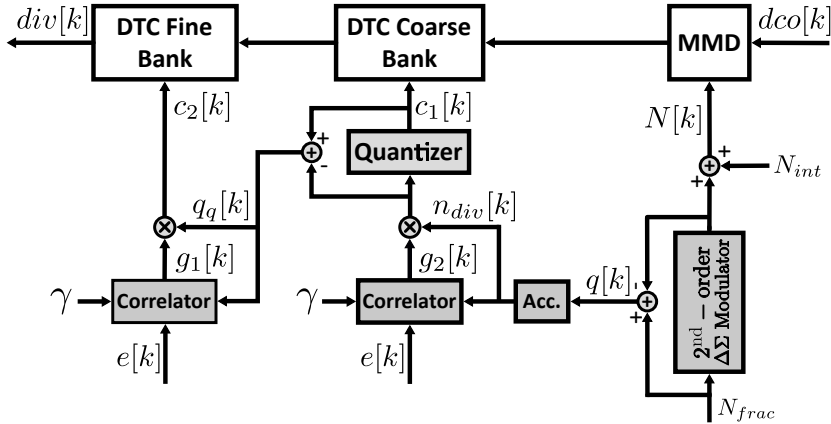 div[k]
DTC Fine
Bank
DTC Coarse
Bank
MMD
dco[k]
c₂[k]
c₁[k]
N[k]
+
-
+
Quantizer
+
+
+
N_int
q_q[k]
×
n_div[k]
×
g₁[k]
g₂[k]
q[k]
-
+
+
2nd − order
ΔΣ Modulator
γ
Correlator
γ
Correlator
Acc.
e[k]
e[k]
N_frac